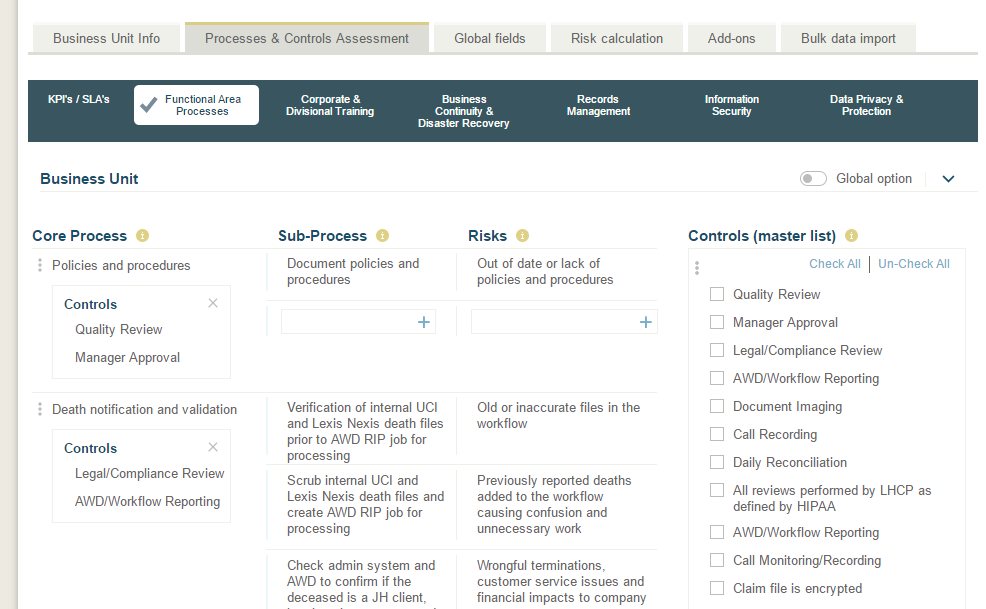 Business Unit Info
Processes & Controls Assessment
Global fields
Risk calculation
Add-ons
Bulk data import
KPI's / SLA's
Functional Area
Processes
Corporate &
Divisional Training
Business
Continuity &
Disaster Recovery
Records
Management
Information
Security
Data Privacy &
Protection
Business Unit
Global option
Core Process
Policies and procedures
Controls
Quality Review
Manager Approval
Death notification and validation
Controls
Legal/Compliance Review
AWD/Workflow Reporting
Sub-Process
Document policies and
procedures
Verification of internal UCI
and Lexis Nexis death files
prior to AWD RIP job for
processing
Scrub internal UCI and
Lexis Nexis death files and
create AWD RIP job for
processing
Check admin system and
AWD to confirm if the
deceased is a JH client,
Risks
Out of date or lack of
policies and procedures
Old or inaccurate files in the
workflow
Previously reported deaths
added to the workflow
causing confusion and
unnecessary work
Wrongful terminations,
customer service issues and
financial impacts to company
Controls (master list)
Check All
Un-Check All
Quality Review
Manager Approval
Legal/Compliance Review
AWD/Workflow Reporting
Document Imaging
Call Recording
Daily Reconciliation
All reviews performed by LHCP as
defined by HIPAA
AWD/Workflow Reporting
Call Monitoring/Recording
Claim file is encrypted